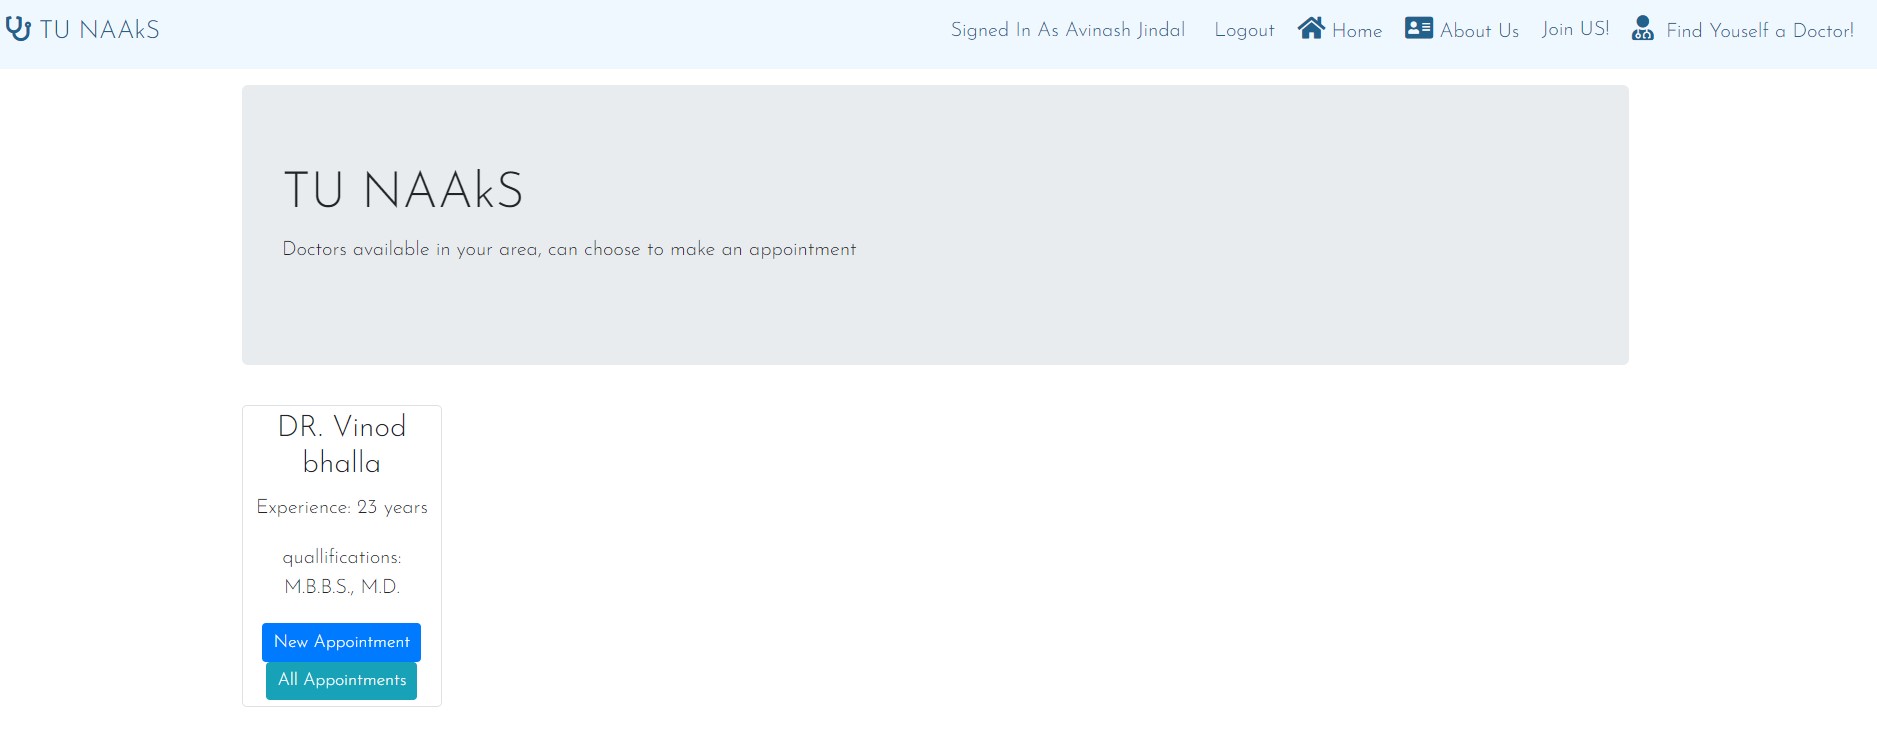 TU NAAkS
Signed In As Avinash Jindal Logout Home About Us Join US! Find Youself a Doctor!
TU NAAkS
Doctors available in your area, can choose to make an appointment
DR. Vinod
bhalla
Experience: 23 years
quallifications:
M.B.B.S., M.D.
New Appointment
All Appointments